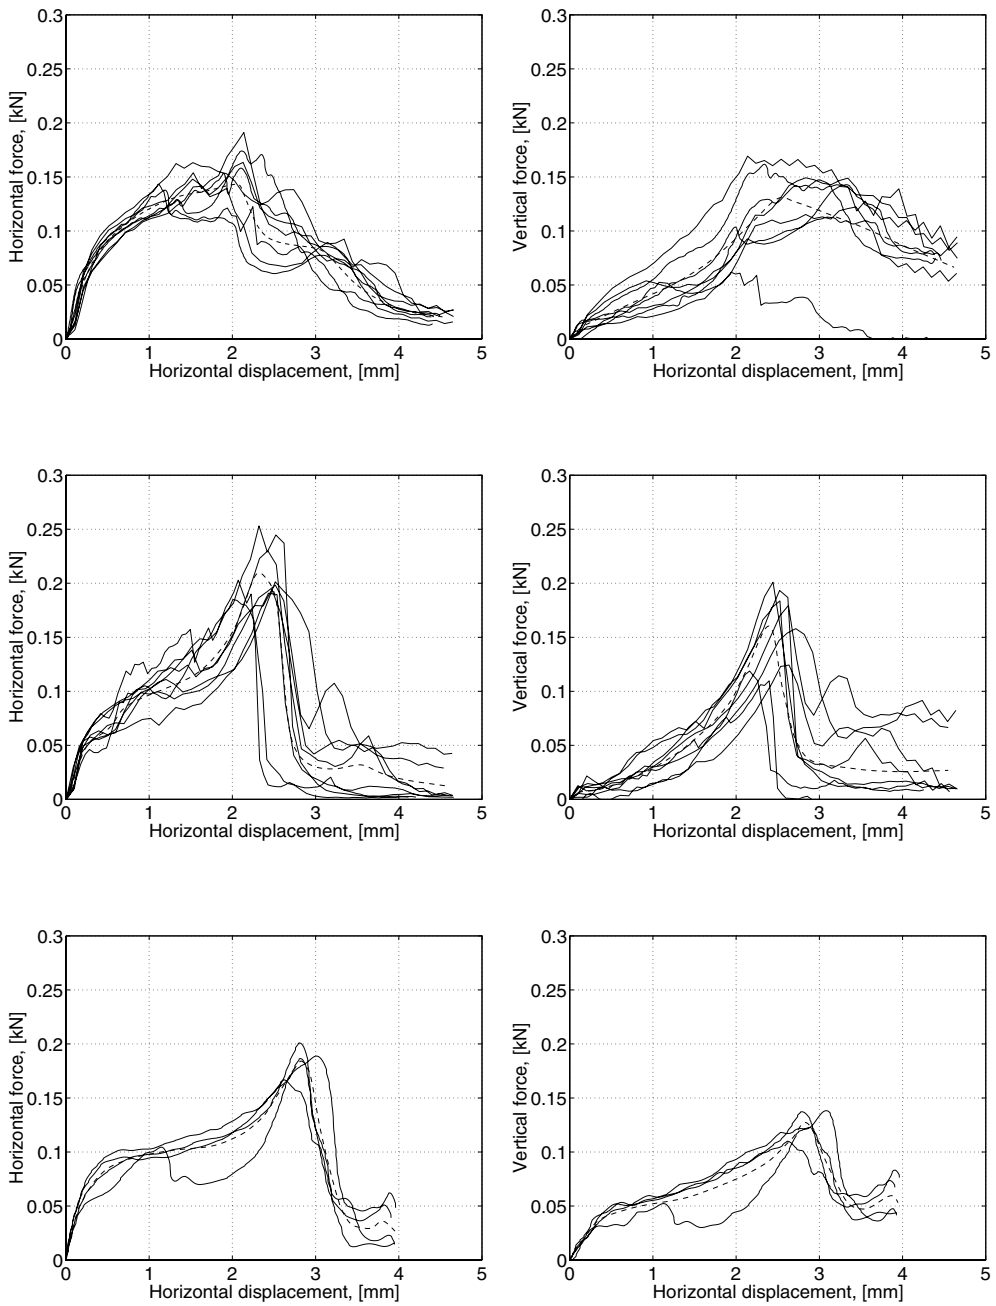 0.3
0.25
0.2
0.15
0.1
0.05
0
0 1 2 3 4 5
Horizontal displacement, [mm]
Horizontal force, [kN]
0.3
0.25
0.2
0.15
0.1
0.05
0
0 1 2 3 4 5
Horizontal displacement, [mm]
Vertical force, [kN]
0.3
0.25
0.2
0.15
0.1
0.05
0
0 1 2 3 4 5
Horizontal displacement, [mm]
Horizontal force, [kN]
0.3
0.25
0.2
0.15
0.1
0.05
0
0 1 2 3 4 5
Horizontal displacement, [mm]
Vertical force, [kN]
0.3
0.25
0.2
0.15
0.1
0.05
0
0 1 2 3 4 5
Horizontal displacement, [mm]
Horizontal force, [kN]
0.3
0.25
0.2
0.15
0.1
0.05
0
0 1 2 3 4 5
Horizontal displacement, [mm]
Vertical force, [kN]